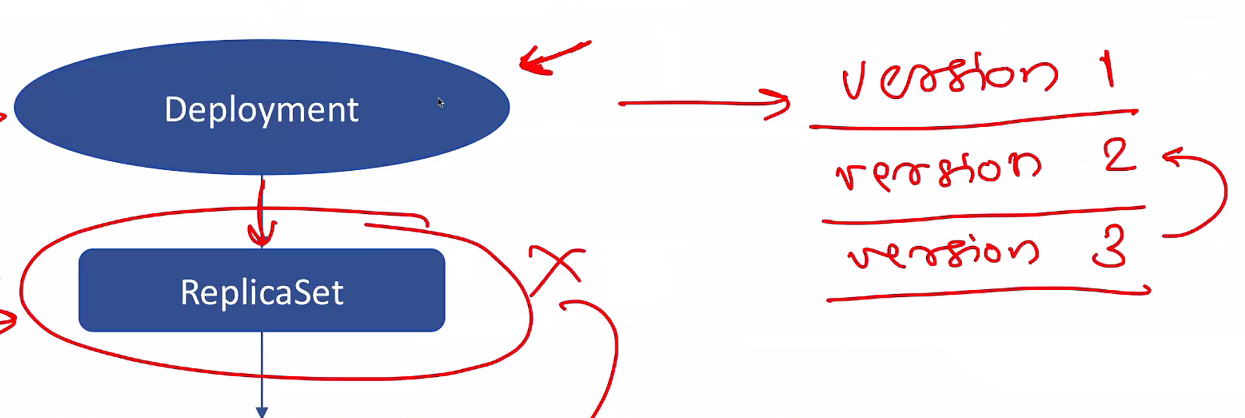 Deployment
version 1
version 2
version 3
ReplicaSet
X